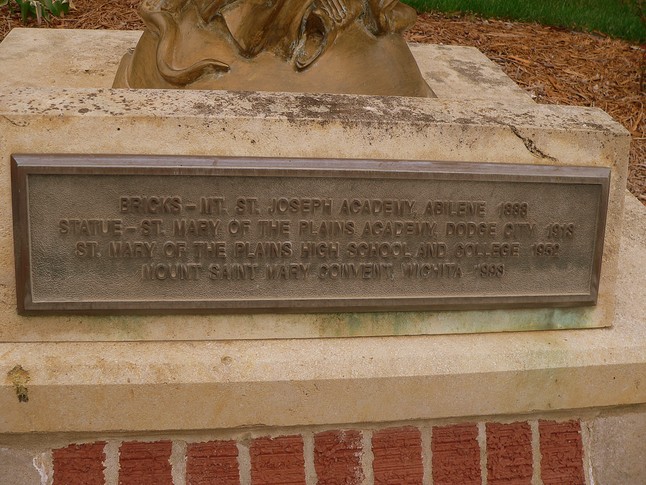 BRICKS – MT. ST. JOSEPH ACADEMY, ABILENE 1888
STATUE – ST. MARY OF THE PLAINS ACADEMY, DODGE CITY 1913
ST. MARY OF THE PLAINS HIGH SCHOOL AND COLLEGE 1952
MOUNT SAINT MARY CONVENT, WICHITA 1998